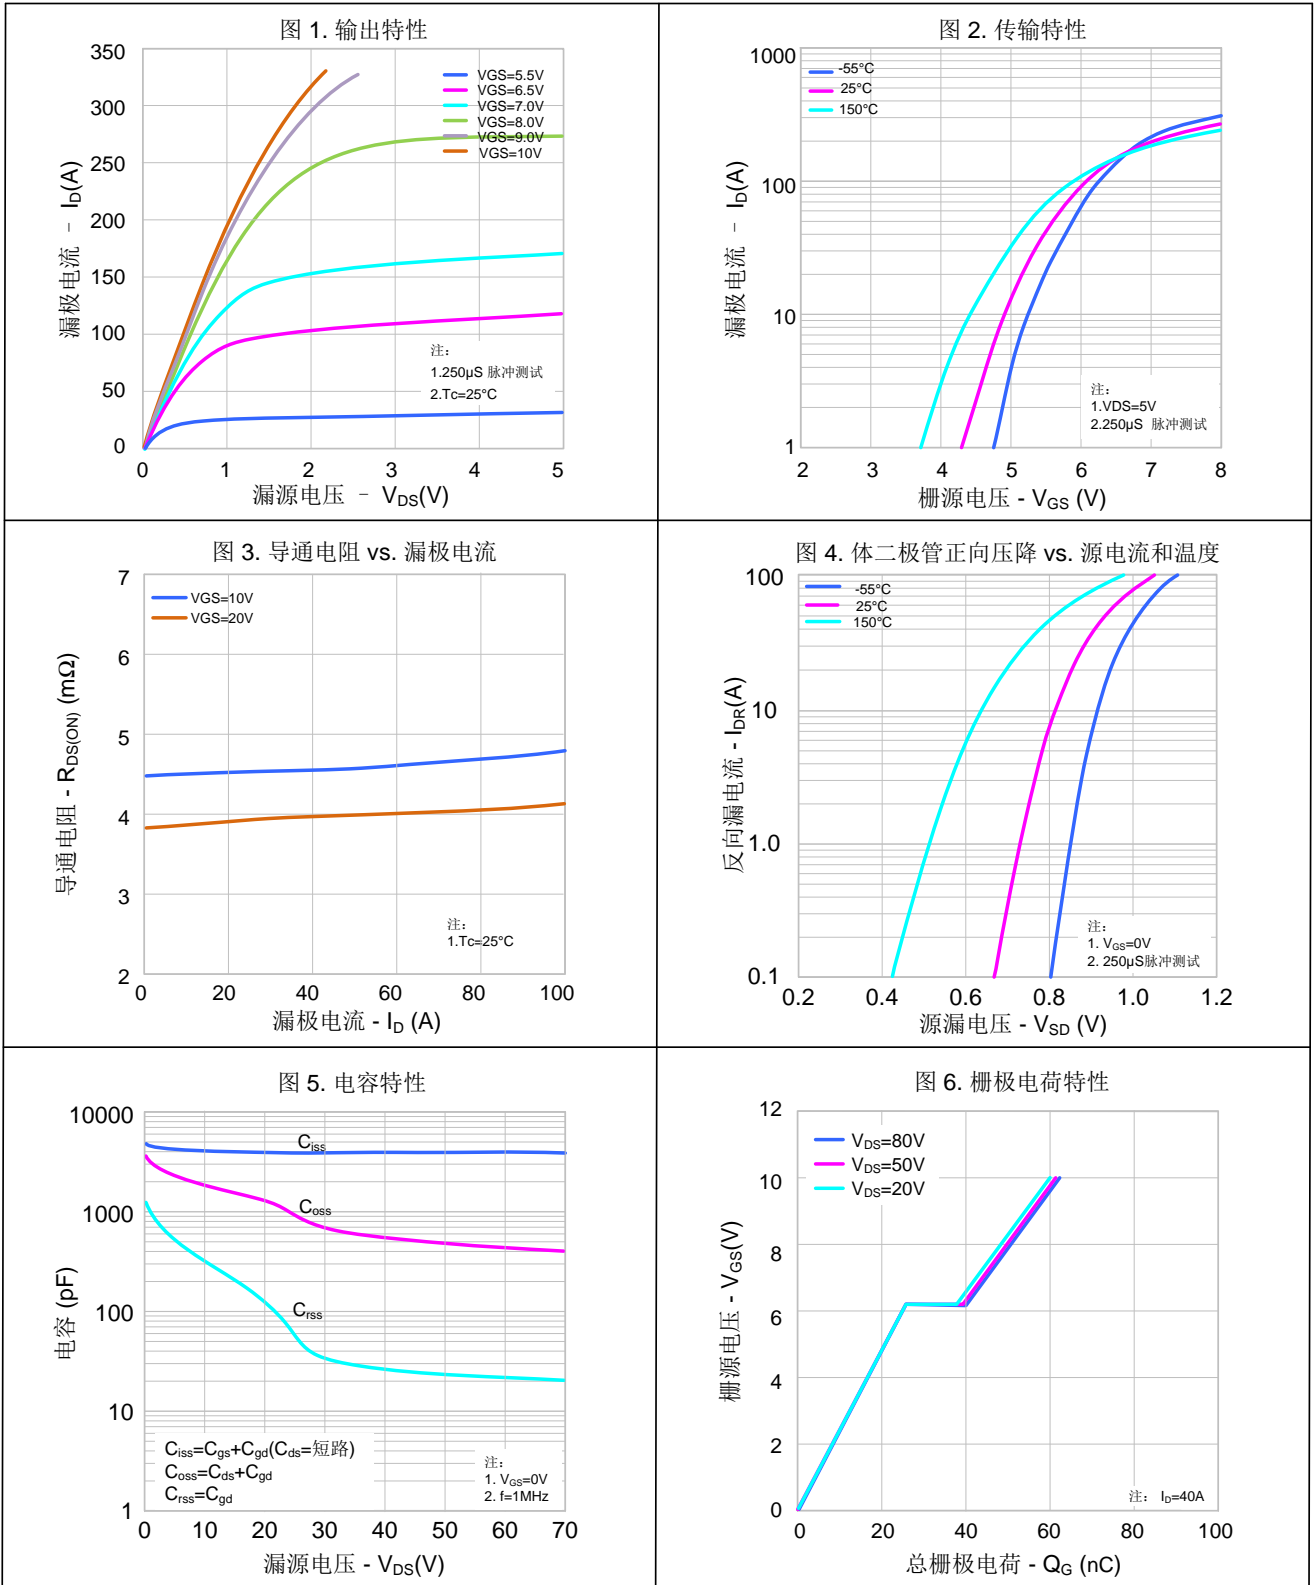 图 1. 输出特性
350
300
250
200
150
100
50
0
0 1 2 3 4 5
漏极电流 － ID(A)
漏源电压 － VDS(V)
VGS=5.5V
VGS=6.5V
VGS=7.0V
VGS=8.0V
VGS=9.0V
VGS=10V
注：
1.250μS 脉冲测试
2.Tc=25°C
图 2. 传输特性
1000
100
10
1
2 3 4 5 6 7 8
漏极电流 － ID(A)
栅源电压 - VGS (V)
-55°C
25°C
150°C
注：
1.VDS=5V
2.250μS 脉冲测试
图 3. 导通电阻 vs. 漏极电流
7
6
5
4
3
2
0 20 40 60 80 100
导通电阻 - RDS(ON) (mΩ)
漏极电流 - ID (A)
VGS=10V
VGS=20V
注：
1.Tc=25°C
图 4. 体二极管正向压降 vs. 源电流和温度
100
10
1.0
0.1
0.2 0.4 0.6 0.8 1.0 1.2
反向漏电流 - IDR(A)
源漏电压 - VSD (V)
-55°C
25°C
150°C
注：
1. VGS=0V
2. 250μS脉冲测试
图 5. 电容特性
10000
1000
100
10
1
0 10 20 30 40 50 60 70
电容 (pF)
漏源电压 - VDS(V)
Ciss
Coss
Crss
Ciss=Cgs+Cgd(Cds=短路)
Coss=Cds+Cgd
Crss=Cgd
注：
1. VGS=0V
2. f=1MHz
图 6. 栅极电荷特性
12
10
8
6
4
2
0
0 20 40 60 80 100
栅源电压 - VGS(V)
总栅极电荷 - QG (nC)
VDS=80V
VDS=50V
VDS=20V
注： ID=40A